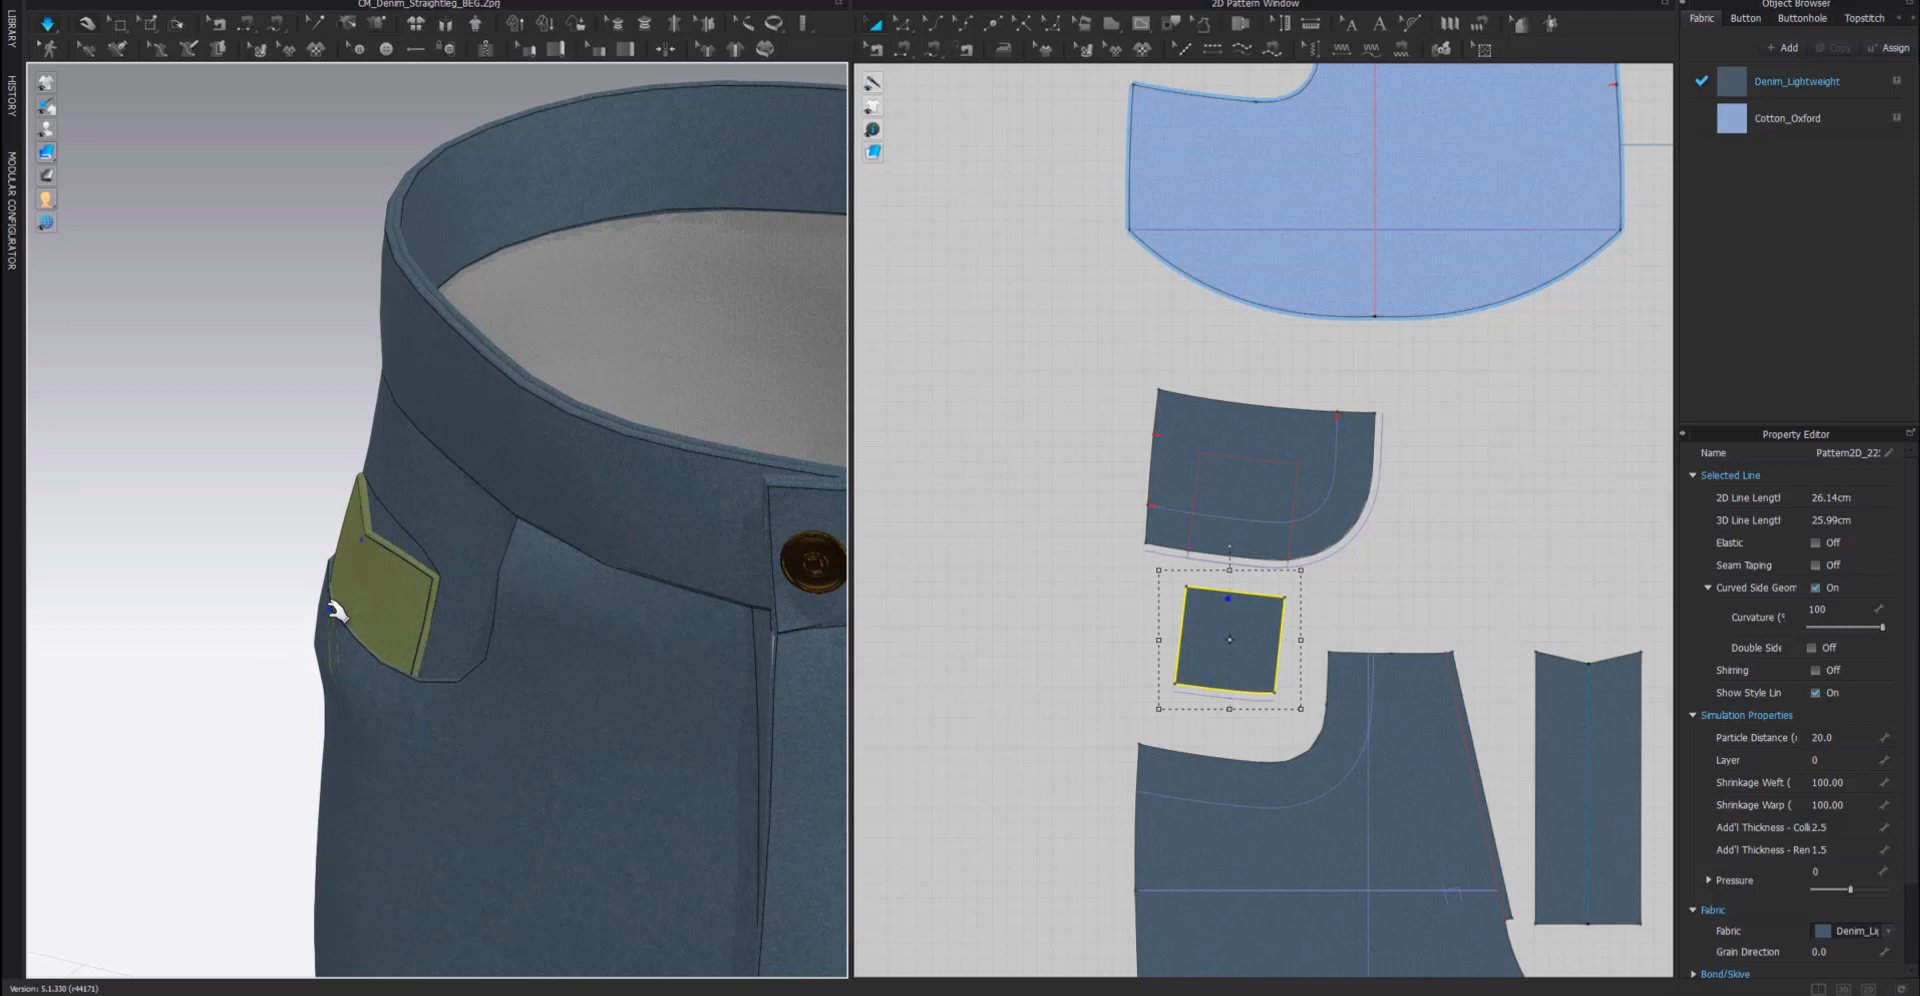 CM_Denim_Straightleg_BEG.Zprj
2D Pattern Window
Object Browser
Fabric
Button
Buttonhole
Topstitch
+ Add
Copy
Assign
LIBRARY
HISTORY
MODULAR CONFIGURATOR
Denim_Lightweight
Cotton_Oxford
Property Editor
Name
Pattern2D_22
Selected Line
2D Line Length
26.14cm
3D Line Length
25.99cm
Elastic
Off
Seam Taping
Off
Curved Side Geom
On
Curvature (
100
Double Side
Off
Shirring
Off
Show Style Lin
On
Simulation Properties
Particle Distance (
20.0
Layer
0
Shrinkage Weft (
100.00
Shrinkage Warp (
100.00
Add'l Thickness - Colli
2.5
Add'l Thickness - Ren
1.5
Pressure
0
Fabric
Fabric
Denim_Li
Grain Direction
0.0
Bond/Skive
Version: 5.1.330 (r44171)
3D
2D